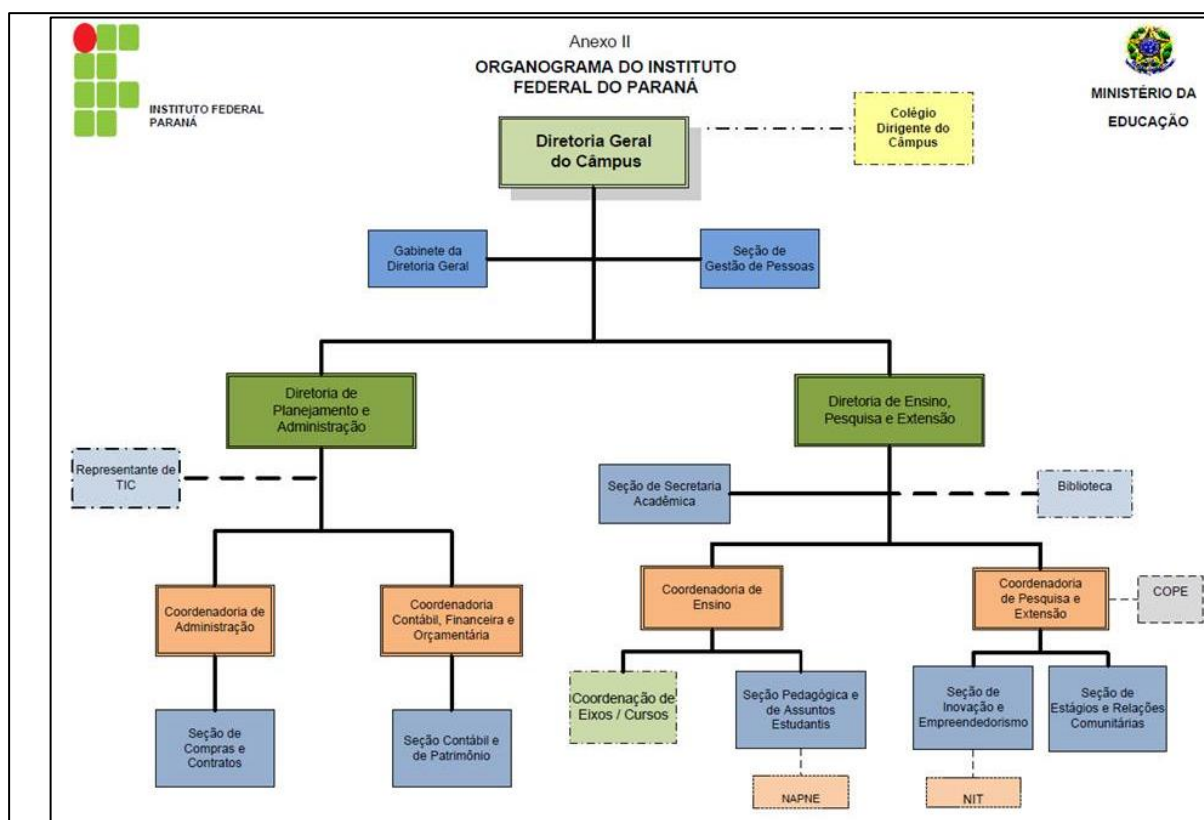 Anexo II
ORGANOGRAMA DO INSTITUTO
FEDERAL DO PARANÁ
INSTITUTO FEDERAL
PARANÁ
MINISTÉRIO DA
EDUCAÇÃO
Diretoria Geral
do Câmpus
Colégio
Dirigente do
Câmpus
Gabinete da
Diretoria Geral
Seção de
Gestão de Pessoas
Diretoria de
Planejamento e
Administração
Diretoria de Ensino,
Pesquisa e Extensão
Representante de
TIC
Seção de Secretaria
Acadêmica
Biblioteca
Coordenadoria de
Administração
Coordenadoria
Contábil, Financeira e
Orçamentária
Coordenadoria de
Ensino
Coordenadoria
de Pesquisa e
Extensão
COPE
Seção de
Compras e
Contratos
Seção Contábil e
de Patrimônio
Coordenação de
Eixos / Cursos
Seção Pedagógica e
de Assuntos
Estudantis
Seção de
Inovação e
Empreendedorismo
Seção de
Estágios e Relações
Comunitárias
NAPNE
NIT